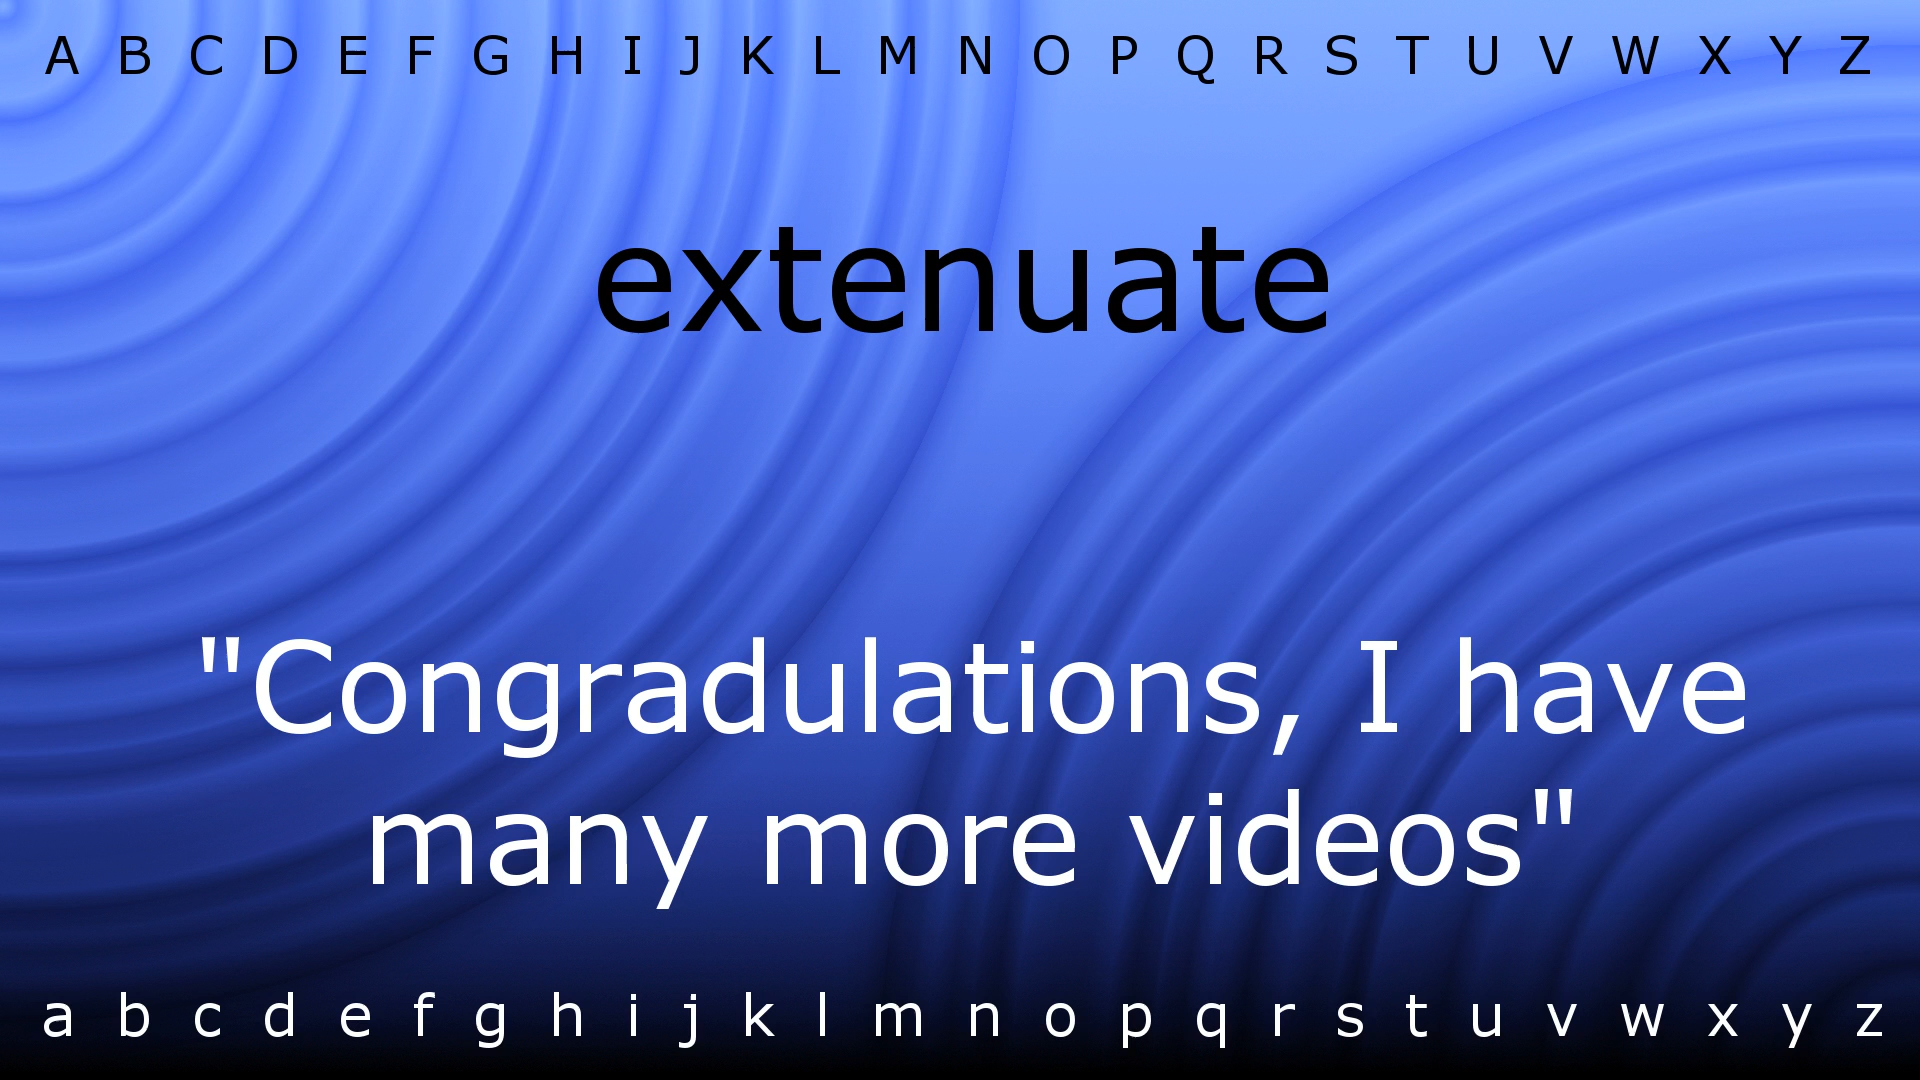 A B C D E F G H I J K L M N O P Q R S T U V W X Y Z
extenuate
"Congradulations, I have
many more videos"
a b c d e f g h i j k l m n o p q r s t u v w x y z